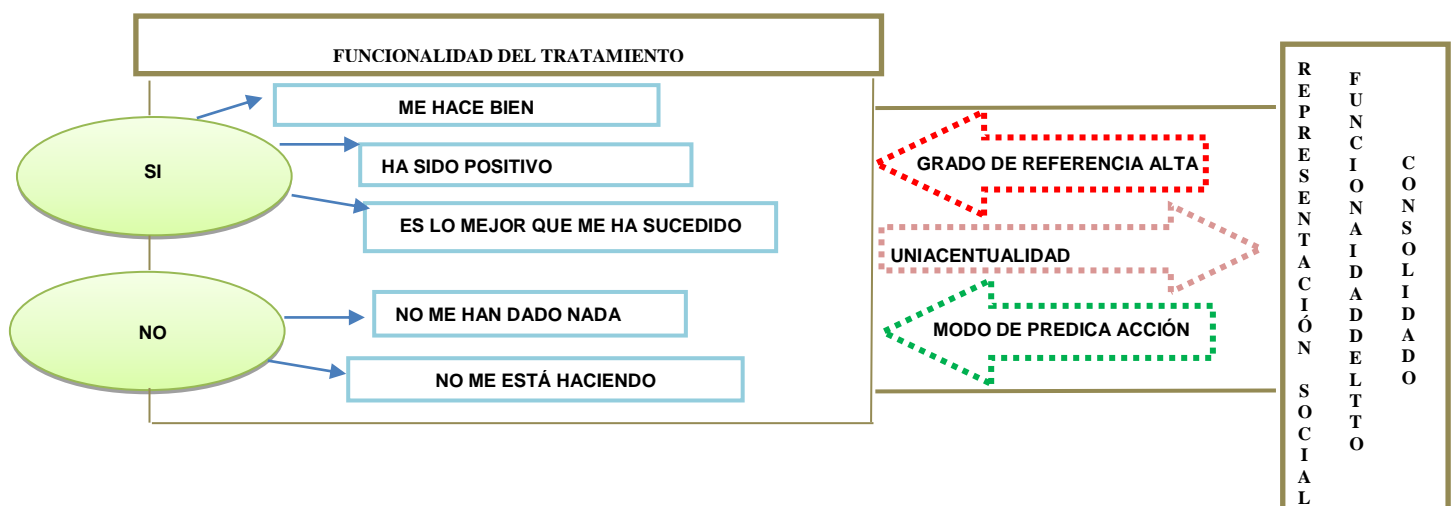 FUNCIONALIDAD DEL TRATAMIENTO
SI
ME HACE BIEN
HA SIDO POSITIVO
ES LO MEJOR QUE ME HA SUCEDIDO
NO
NO ME HAN DADO NADA
NO ME ESTÁ HACIENDO
GRADO DE REFERENCIA ALTA
UNIACENTUALIDAD
MODO DE PREDICA ACCIÓN
REPRESENTACIÓN SOCIAL
FUNCIONAIDADDELTTO
CONSOLIDADO